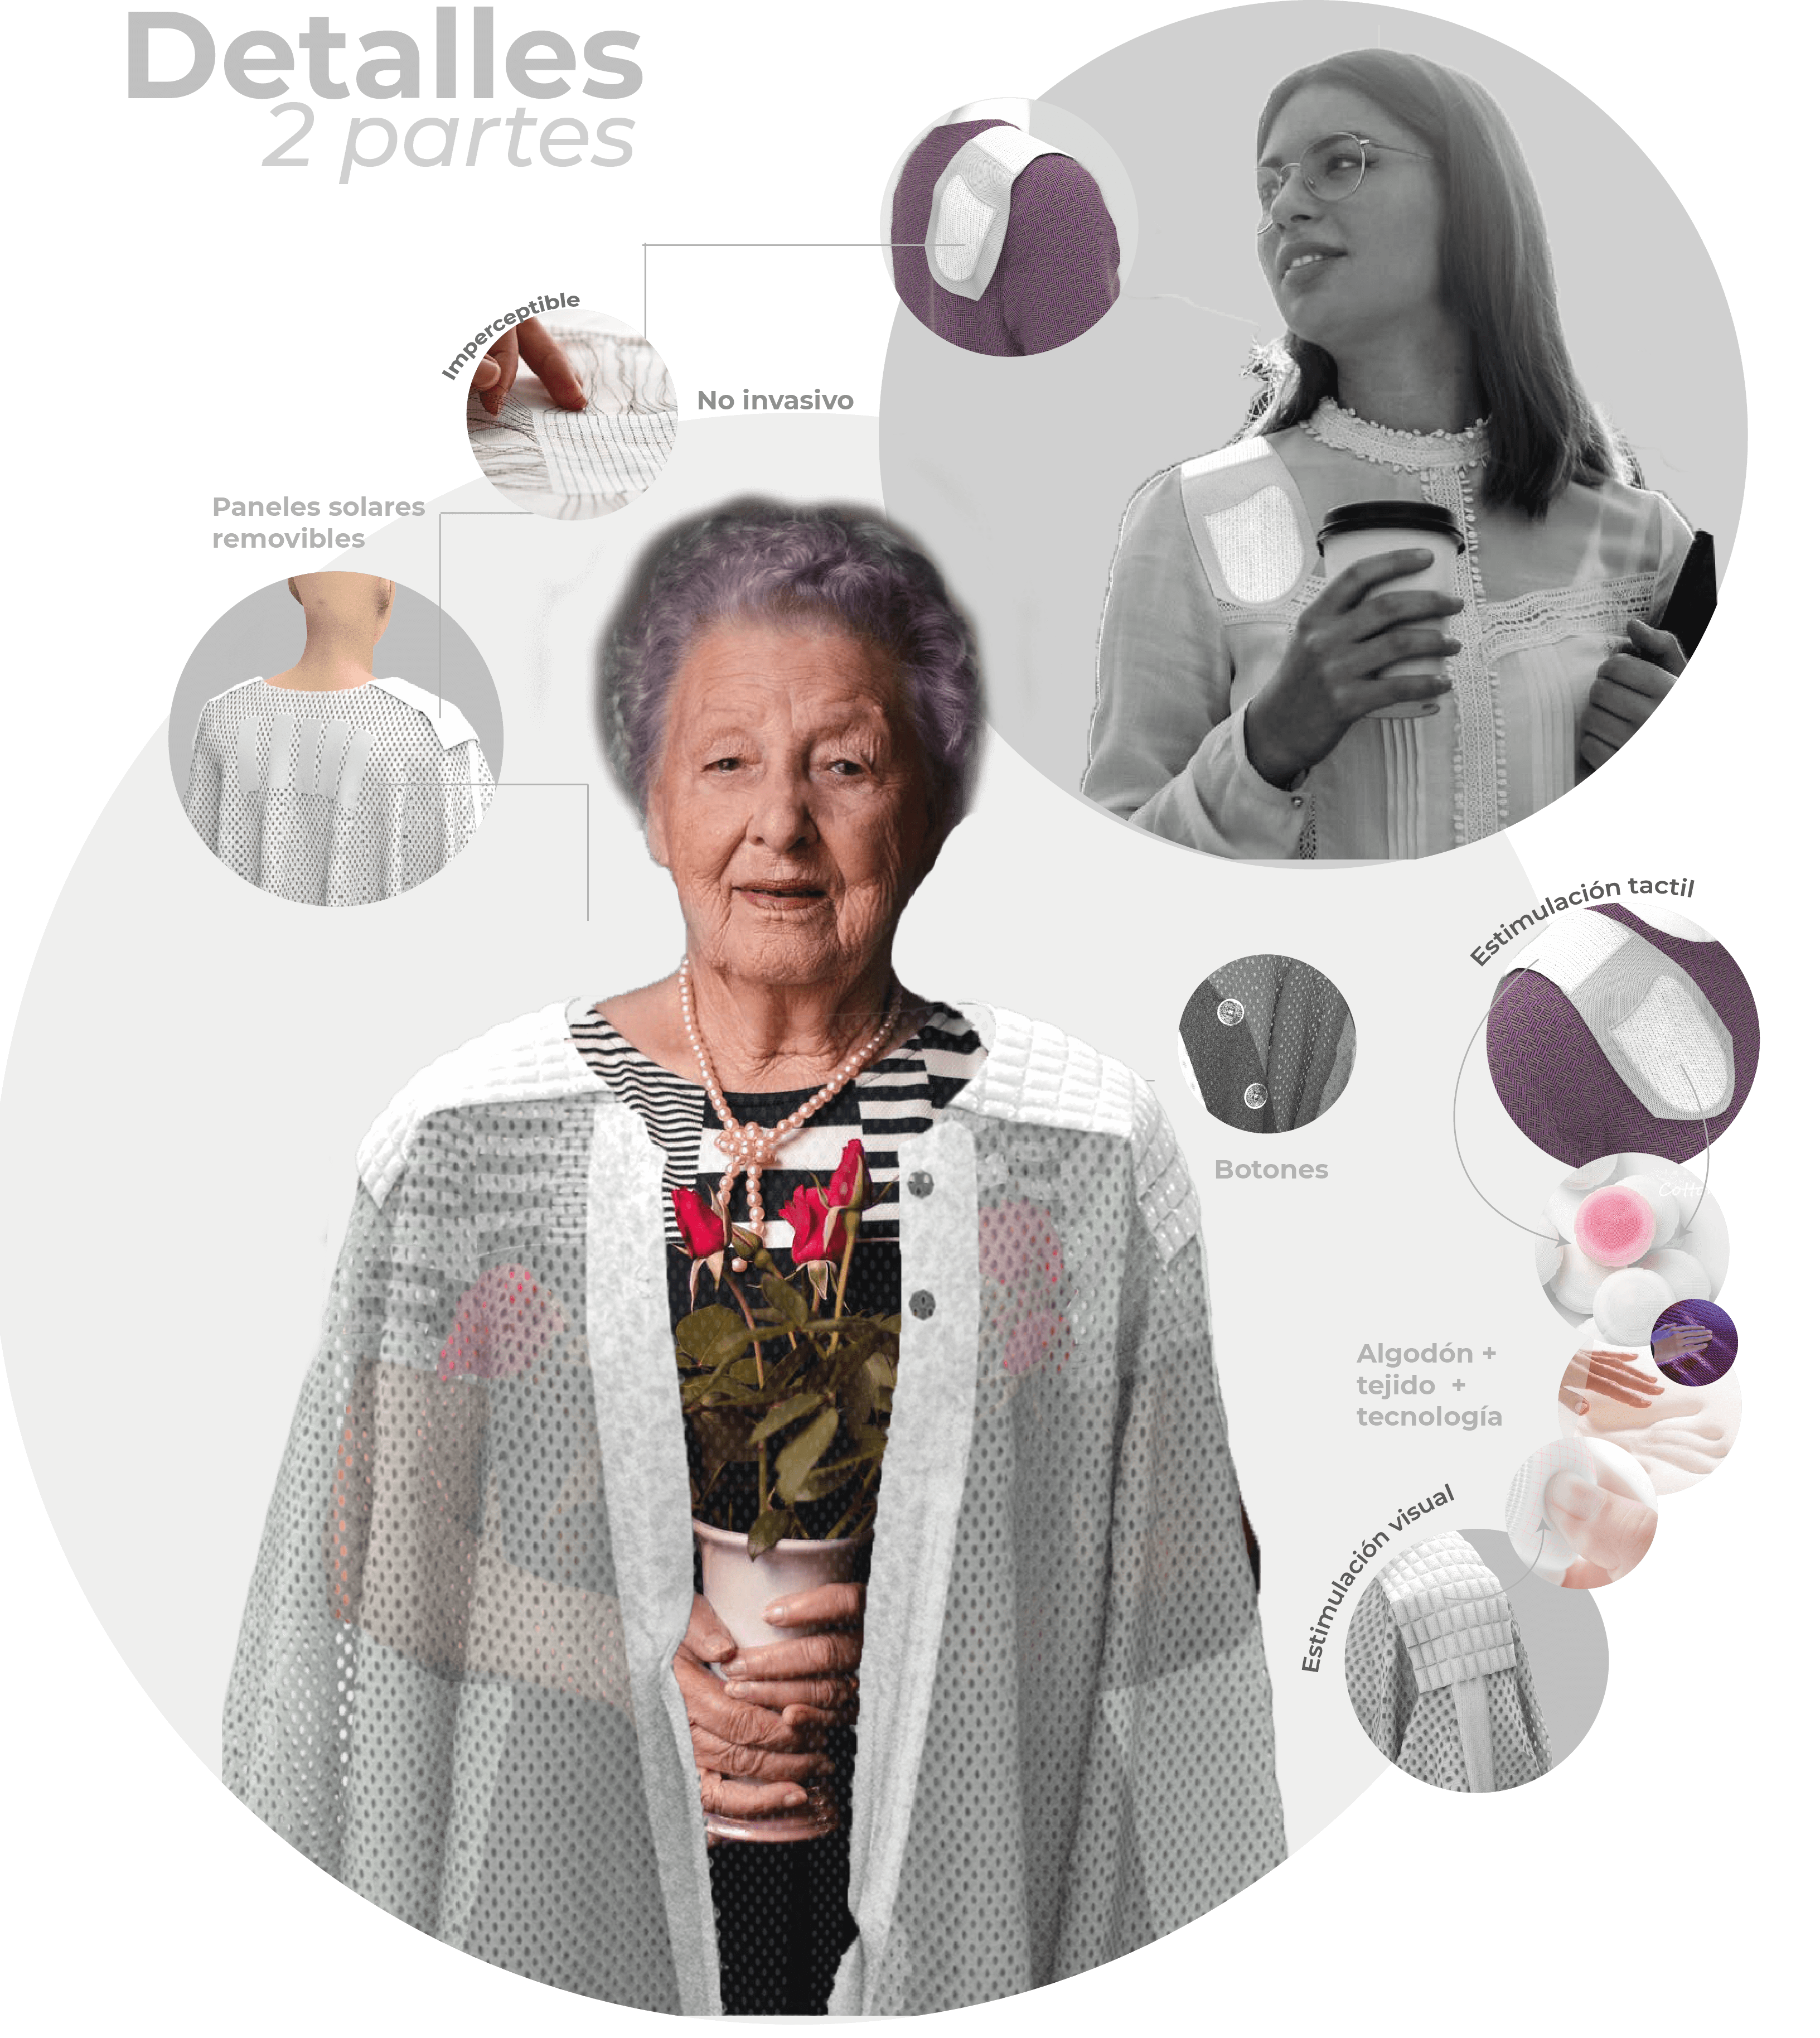 Detalles
2 partes
Imperceptible
No invasivo
Paneles solares
removibles
Estimulación tactil
Botones
Algodón +
tejido +
tecnología
Estimulación visual